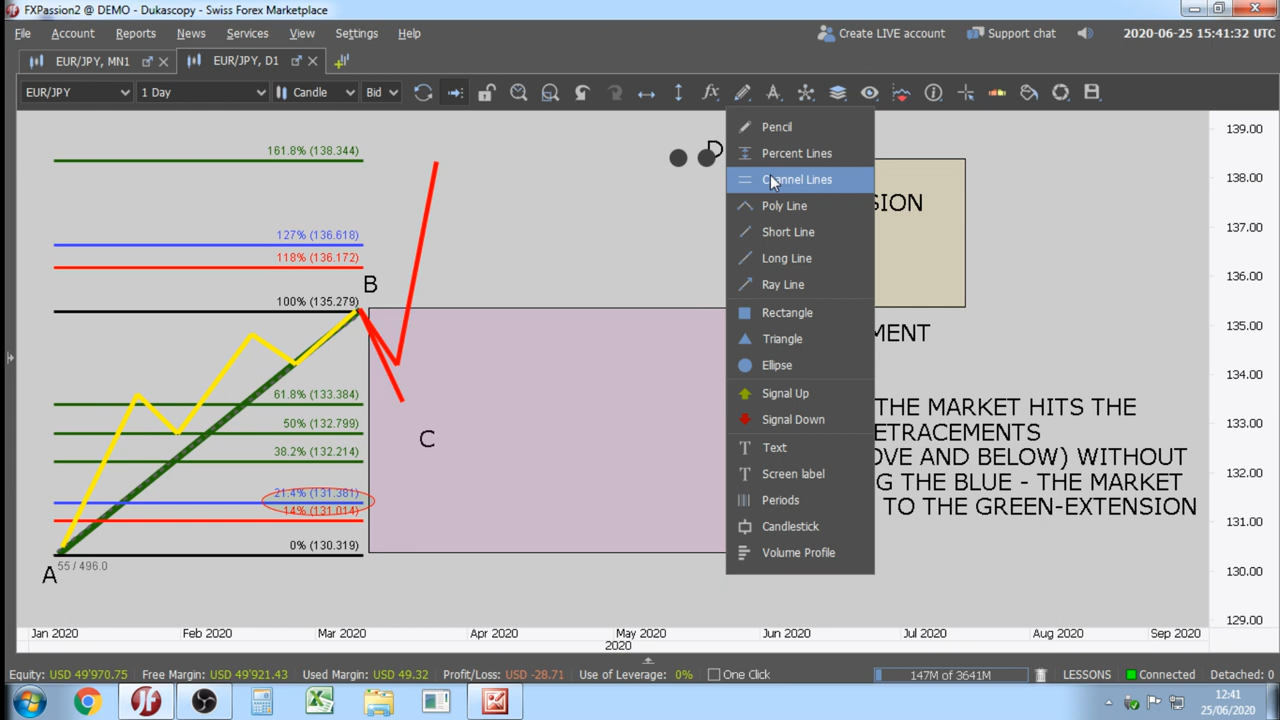 FXPassion2 @ DEMO - Dukascopy - Swiss Forex Marketplace
File Account Reports News Services View Settings Help
Create LIVE account Support chat 2020-06-25 15:41:32 UTC
EUR/JPY, MN1 EUR/JPY, D1
EUR/JPY 1 Day Candle Bid
Pencil
Percent Lines
Channel Lines
Poly Line
Short Line
Long Line
Ray Line
Rectangle
Triangle
Ellipse
Signal Up
Signal Down
Text
Screen label
Periods
Candlestick
Volume Profile
161.8% (138.344)
127% (136.618)
118% (136.172)
100% (135.279)
61.8% (133.384)
50% (132.799)
38.2% (132.214)
21.4% (131.381)
14% (131.014)
0% (130.319)
55 / 496.0
A
B
C
D
THE MARKET HITS THE
ETRACEMENTS
OVE AND BELOW) WITHOUT
G THE BLUE - THE MARKET
TO THE GREEN-EXTENSION
SION
MENT
139.00
138.00
137.00
136.00
135.00
134.00
133.00
132.00
131.00
130.00
129.00
Jan 2020 Feb 2020 Mar 2020 Apr 2020 May 2020 Jun 2020 Jul 2020 Aug 2020 Sep 2020
2020
Equity: USD 49'970.75 Free Margin: USD 49'921.43 Used Margin: USD 49.32 Profit/Loss: USD -28.71 Use of Leverage: 0% One Click 147M of 3641M LESSONS Connected Detached: 0
12:41
25/06/2020